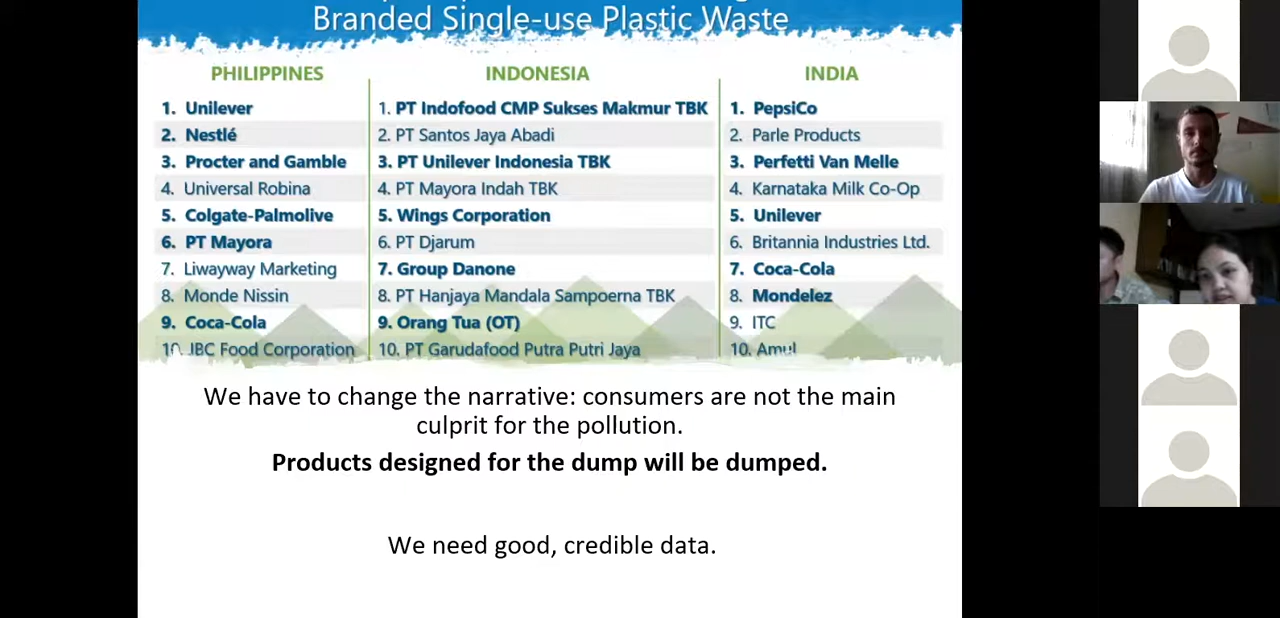 Branded Single-use Plastic Waste
PHILIPPINES
1. Unilever
2. Nestlé
3. Procter and Gamble
4. Universal Robina
5. Colgate-Palmolive
6. PT Mayora
7. Liwayway Marketing
8. Monde Nissin
9. Coca-Cola
10. JBC Food Corporation
INDONESIA
1. PT Indofood CMP Sukses Makmur TBK
2. PT Santos Jaya Abadi
3. PT Unilever Indonesia TBK
4. PT Mayora Indah TBK
5. Wings Corporation
6. PT Djarum
7. Group Danone
8. PT Hanjaya Mandala Sampoerna TBK
9. Orang Tua (OT)
10. PT Garudafood Putra Putri Jaya
INDIA
1. PepsiCo
2. Parle Products
3. Perfetti Van Melle
4. Karnataka Milk Co-Op
5. Unilever
6. Britannia Industries Ltd.
7. Coca-Cola
8. Mondelez
9. ITC
10. Amul
We have to change the narrative: consumers are not the main
culprit for the pollution.
Products designed for the dump will be dumped.
We need good, credible data.